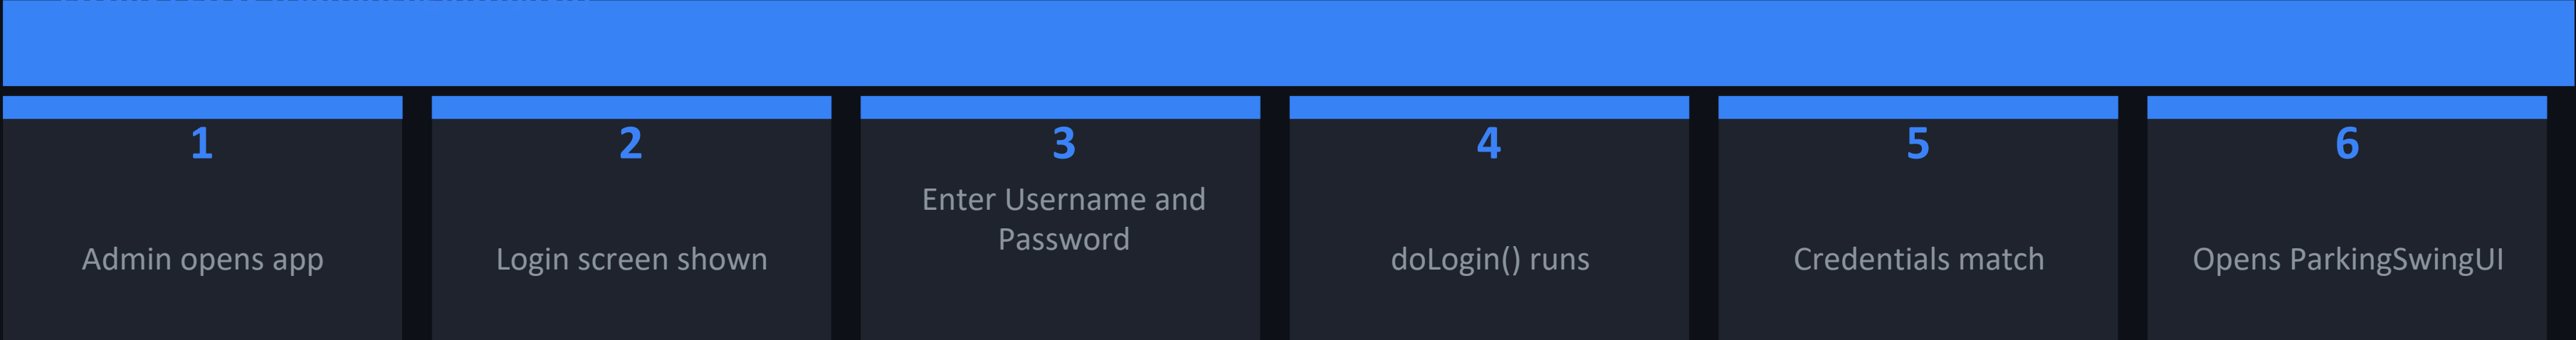 1
Admin opens app
2
Login screen shown
3
Enter Username and
Password
4
doLogin() runs
5
Credentials match
6
Opens ParkingSwingUI